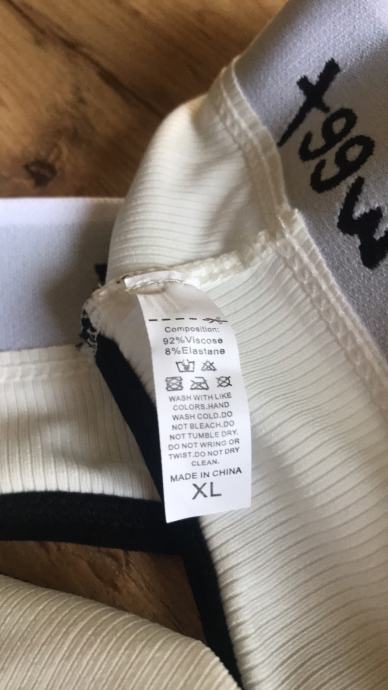 Composition:
92%Viscose
8%Elastane
WASH WITH LIKE
COLORS.HAND
WASH COLD.DO
NOT BLEACH.DO
NOT TUMBLE DRY.
DO NOT WRING OR
TWIST.DO NOT DRY
CLEAN.
MADE IN CHINA
XL